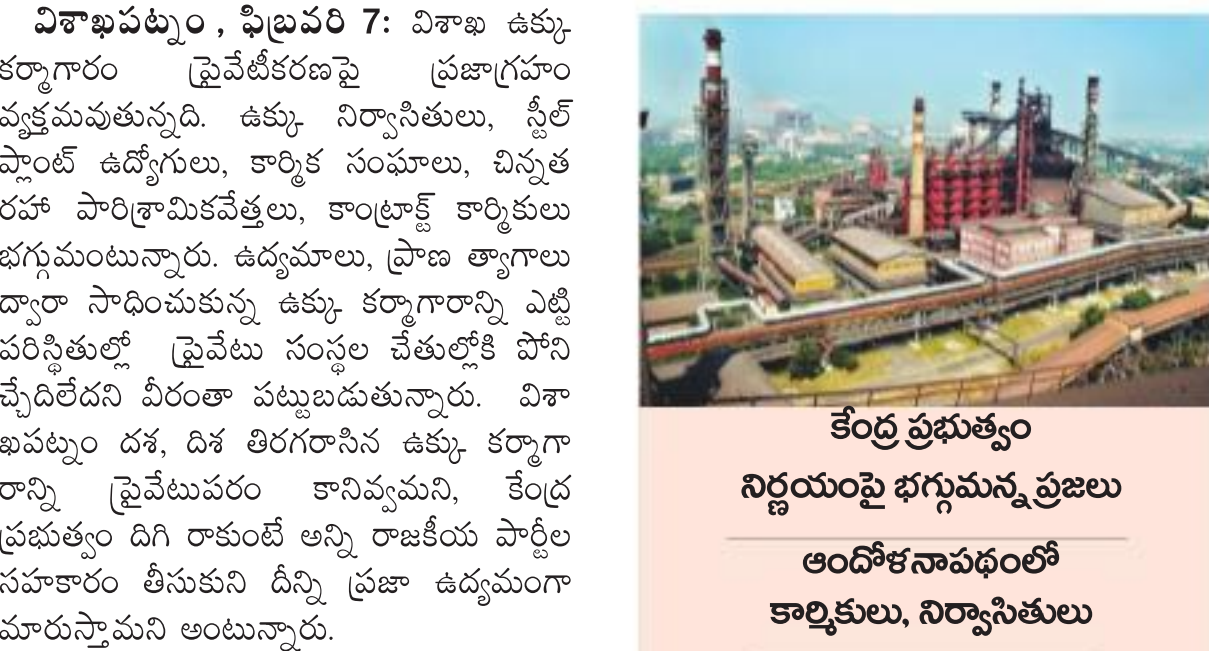 విశాఖపట్నం , ఫిబ్రవరి 7: విశాఖ ఉక్కు
కర్మాగారం ప్రైవేటీకరణపై ప్రజాగ్రహం
వ్యక్తమవుతున్నది. ఉక్కు నిర్వాసితులు, స్టీల్
ప్లాంట్ ఉద్యోగులు, కార్మిక సంఘాలు, చిన్నత
రహా పారిశ్రామికవేత్తలు, కాంట్రాక్ట్ కార్మికులు
భగ్గుమంటున్నారు. ఉద్యమాలు, ప్రాణ త్యాగాలు
ద్వారా సాధించుకున్న ఉక్కు కర్మాగారాన్ని ఎట్టి
పరిస్థితుల్లో ప్రైవేటు సంస్థల చేతుల్లోకి పోని
చ్చేదిలేదని వీరంతా పట్టుబడుతున్నారు. విశా
ఖపట్నం దశ, దిశ తిరగరాసిన ఉక్కు కర్మాగా
రాన్ని ప్రైవేటుపరం కానివ్వమని, కేంద్ర
ప్రభుత్వం దిగి రాకుంటే అన్ని రాజకీయ పార్టీల
సహకారం తీసుకుని దీన్ని ప్రజా ఉద్యమంగా
మారుస్తామని అంటున్నారు.
కేంద్ర ప్రభుత్వం
నిర్ణయంపై భగ్గుమన్న ప్రజలు
ఆందోళనాపథంలో
కార్మికులు, నిర్వాసితులు